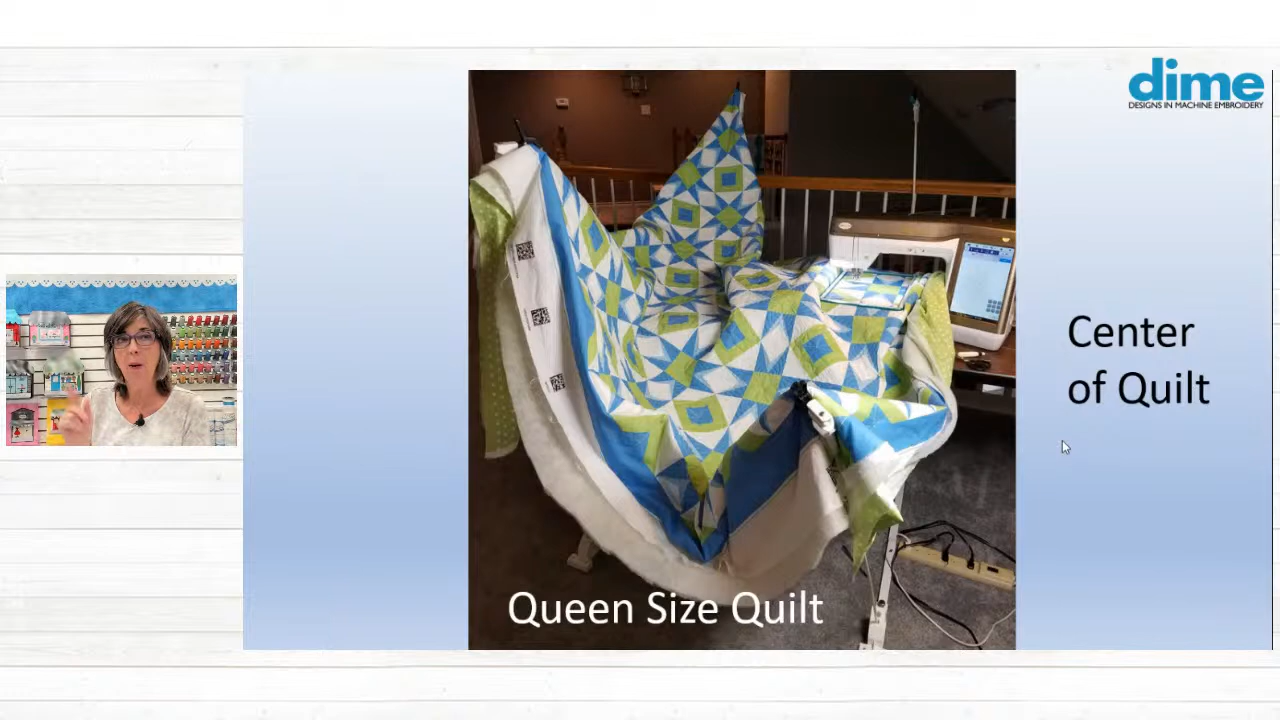 dime
DESIGNS IN MACHINE EMBROIDERY
Center
of Quilt
Queen Size Quilt